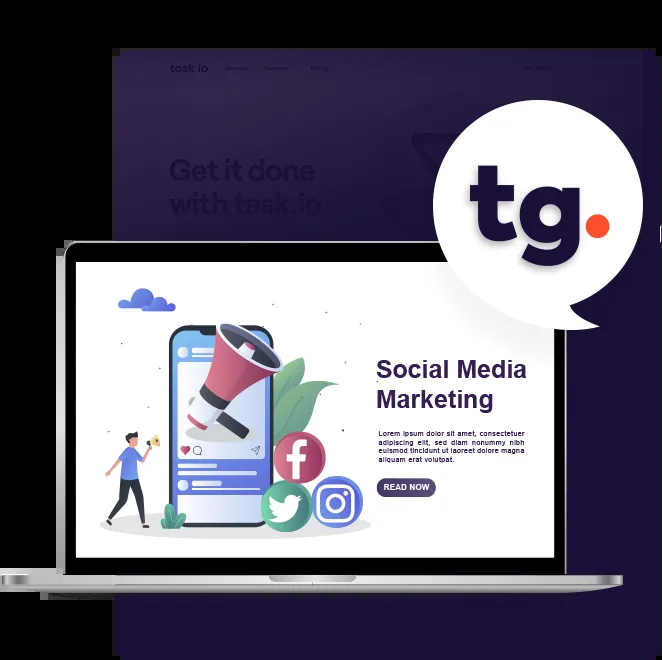 task.io
Get it done
with task.io
tg.
Social Media
Marketing
Lorem ipsum dolor sit amet, consectetuer
adipiscing elit, sed diam nonummy nibh
euismod tincidunt ut laoreet dolore magna
aliquam erat volutpat.
READ NOW